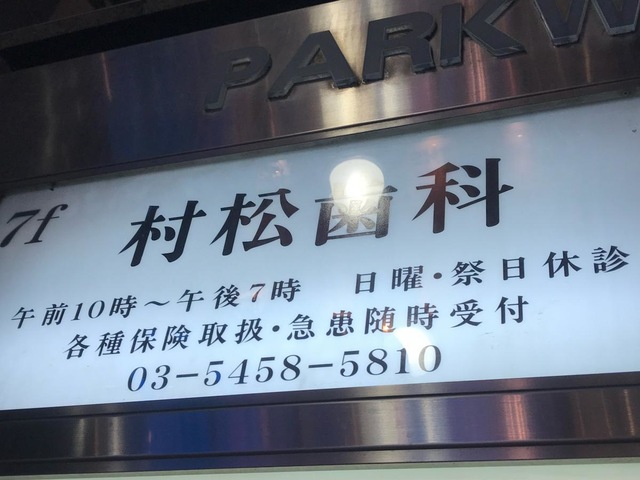 PARKW
7f 村松歯科
午前10時〜午後7時 日曜・祭日休診
各種保険取扱・急患随時受付
03-5458-5810